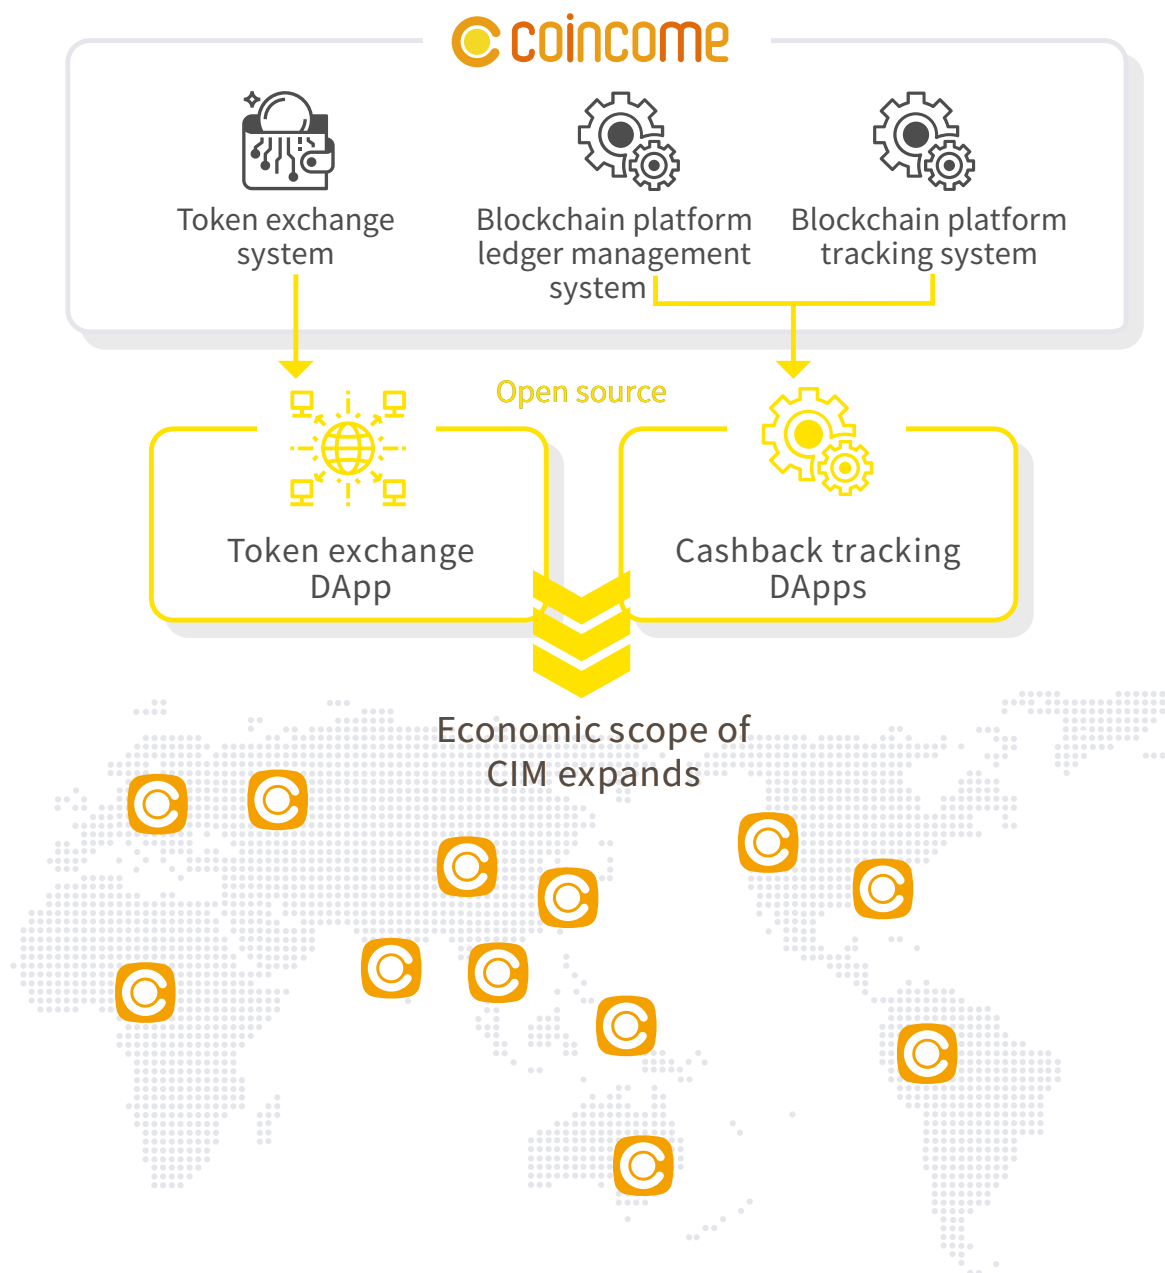 coincome
Token exchange
system
Blockchain platform
ledger management
system
Blockchain platform
tracking system
Open source
Token exchange
DApp
Cashback tracking
DApps
Economic scope of
CIM expands